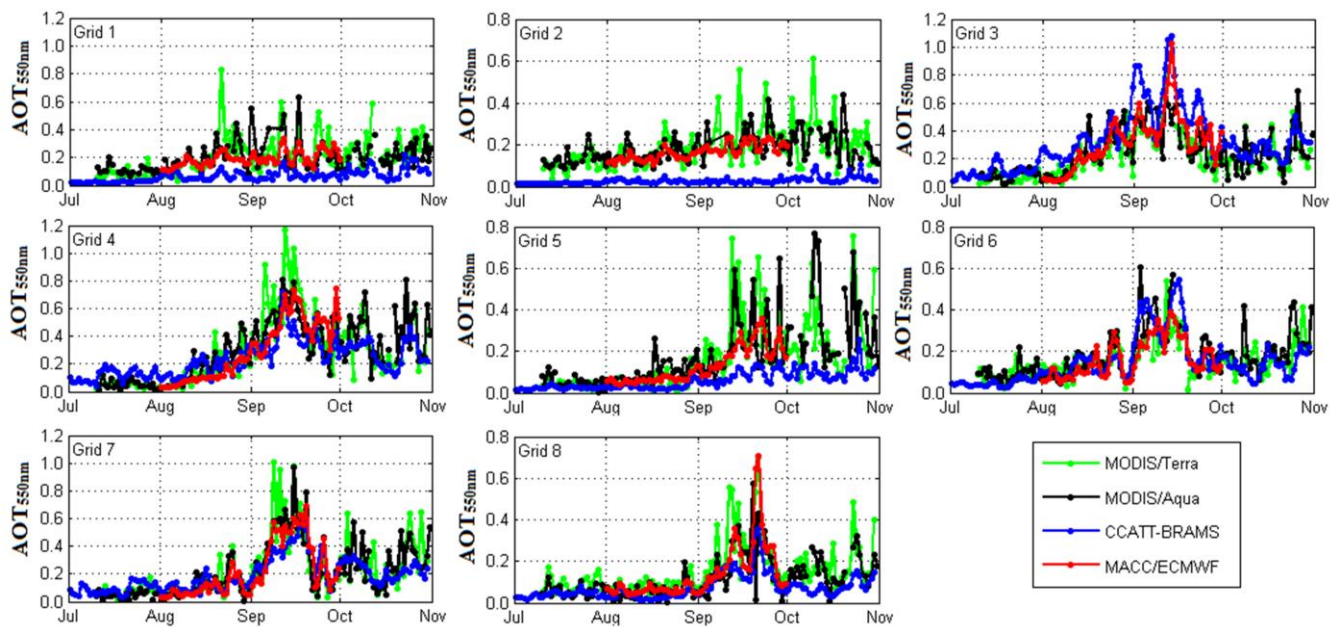 AOT550nm
1.2
1.0
0.8
0.6
0.4
0.2
0.0
Grid 1
Jul Aug Sep Oct Nov
AOT550nm
0.8
0.6
0.4
0.2
0.0
Grid 2
Jul Aug Sep Oct Nov
AOT550nm
1.2
1.0
0.8
0.6
0.4
0.2
0.0
Grid 3
Jul Aug Sep Oct Nov
AOT550nm
1.2
1.0
0.8
0.6
0.4
0.2
0.0
Grid 4
Jul Aug Sep Oct Nov
AOT550nm
0.8
0.6
0.4
0.2
0.0
Grid 5
Jul Aug Sep Oct Nov
AOT550nm
0.8
0.6
0.4
0.2
0.0
Grid 6
Jul Aug Sep Oct Nov
AOT550nm
1.2
1.0
0.8
0.6
0.4
0.2
0.0
Grid 7
Jul Aug Sep Oct Nov
AOT550nm
0.8
0.6
0.4
0.2
0.0
Grid 8
Jul Aug Sep Oct Nov
MODIS/Terra
MODIS/Aqua
CCATT-BRAMS
MACC/ECMWF